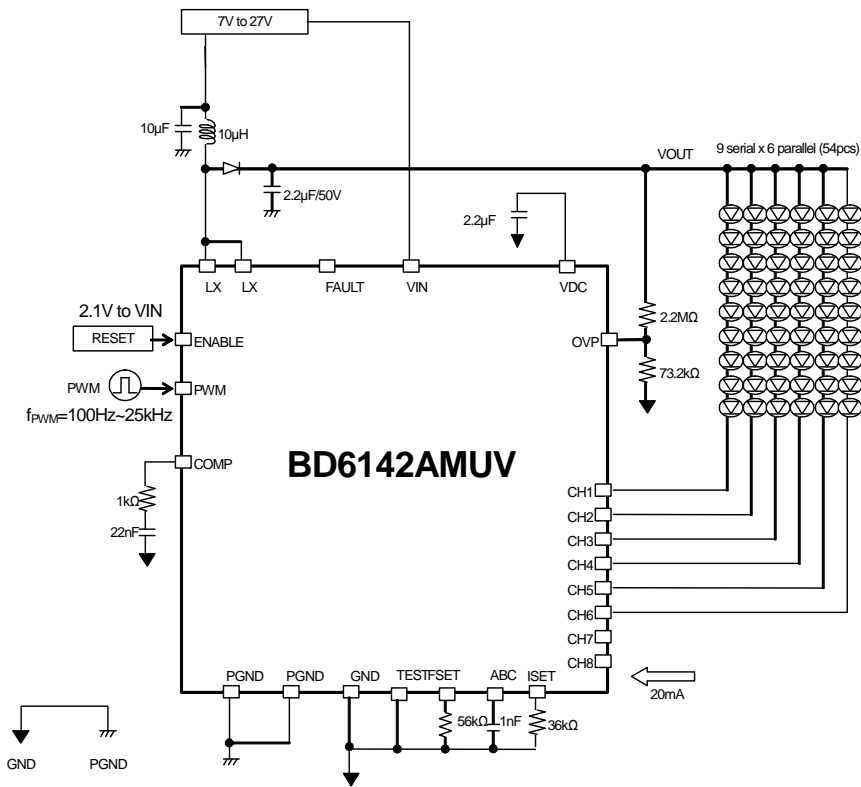 7V to 27V
10µF
10µH
VOUT
9 serial x 6 parallel (54pcs)
2.2µF/50V
2.2µF
LX
LX
FAULT
VIN
VDC
2.1V to VIN
RESET
ENABLE
2.2MΩ
OVP
PWM
PWM
73.2kΩ
fPWM=100Hz~25kHz
BD6142AMUV
COMP
1kΩ
22nF
CH1
CH2
CH3
CH4
CH5
CH6
CH7
CH8
PGND
PGND
GND
TEST
FSET
ABC
ISET
20mA
56kΩ
1nF
36kΩ
GND
PGND